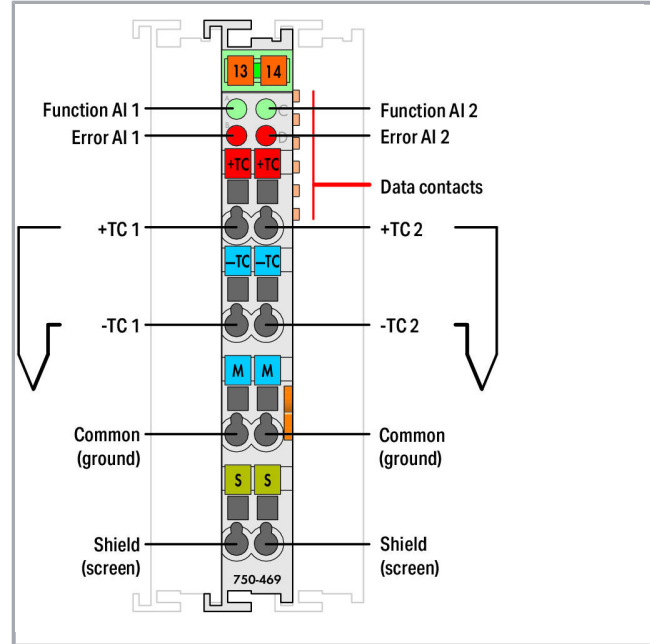 13 14
A C
Function AI 1 Function AI 2
B D
Error AI 1 Error AI 2
+TC +TC
Data contacts
+TC 1 +TC 2
–TC –TC
-TC 1 -TC 2
M M
Common Common
(ground) (ground)
S S
Shield Shield
(screen) (screen)
750-469